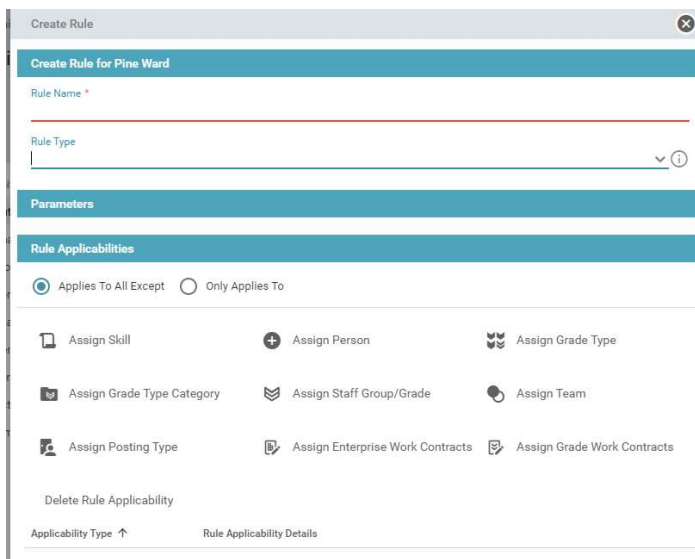 Create Rule
Create Rule for Pine Ward
Rule Name *
Rule Type
Parameters
Rule Applicabilities
Applies To All Except Only Applies To
Assign Skill Assign Person Assign Grade Type
Assign Grade Type Category Assign Staff Group/Grade Assign Team
Assign Posting Type Assign Enterprise Work Contracts Assign Grade Work Contracts
Delete Rule Applicability
Applicability Type Rule Applicability Details